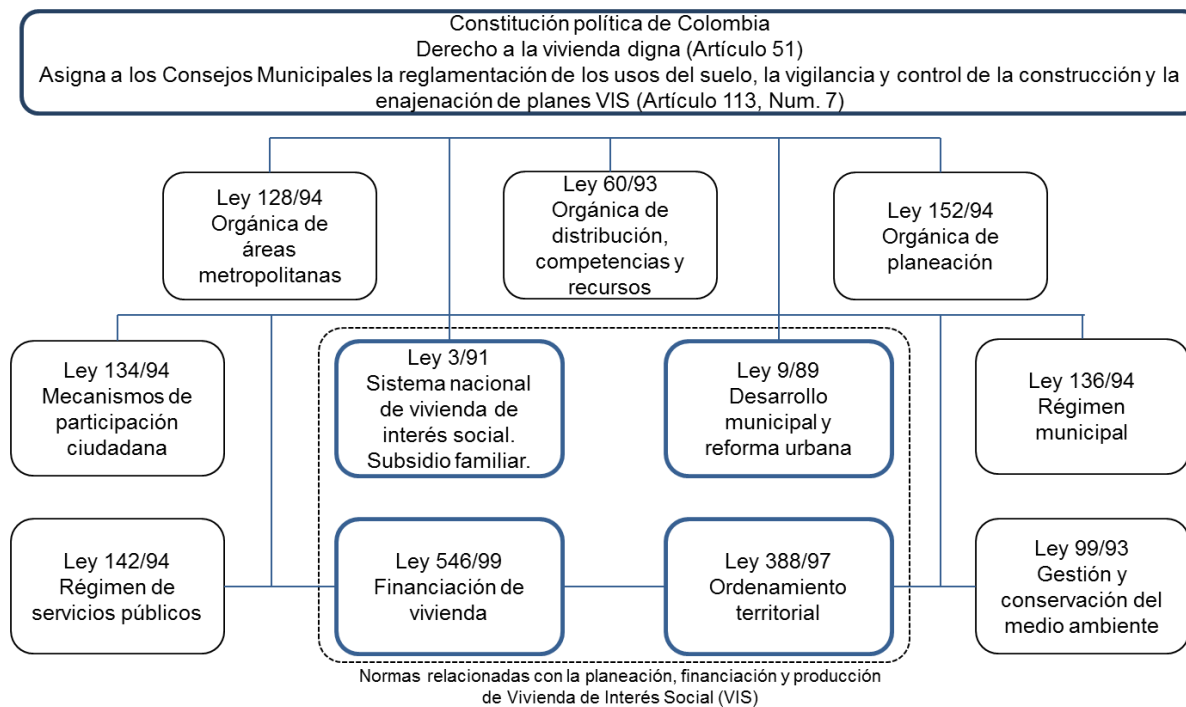 Constitución política de Colombia
Derecho a la vivienda digna (Artículo 51)
Asigna a los Consejos Municipales la reglamentación de los usos del suelo, la vigilancia y control de la construcción y la
enajenación de planes VIS (Artículo 113, Num. 7)
Ley 128/94
Orgánica de
áreas
metropolitanas
Ley 60/93
Orgánica de
distribución,
competencias y
recursos
Ley 152/94
Orgánica de
planeación
Ley 134/94
Mecanismos de
participación
ciudadana
Ley 3/91
Sistema nacional
de vivienda de
interés social.
Subsidio familiar.
Ley 9/89
Desarrollo
municipal y
reforma urbana
Ley 136/94
Régimen
municipal
Ley 142/94
Régimen de
servicios públicos
Ley 546/99
Financiación de
vivienda
Ley 388/97
Ordenamiento
territorial
Ley 99/93
Gestión y
conservación del
medio ambiente
Normas relacionadas con la planeación, financiación y producción
de Vivienda de Interés Social (VIS)